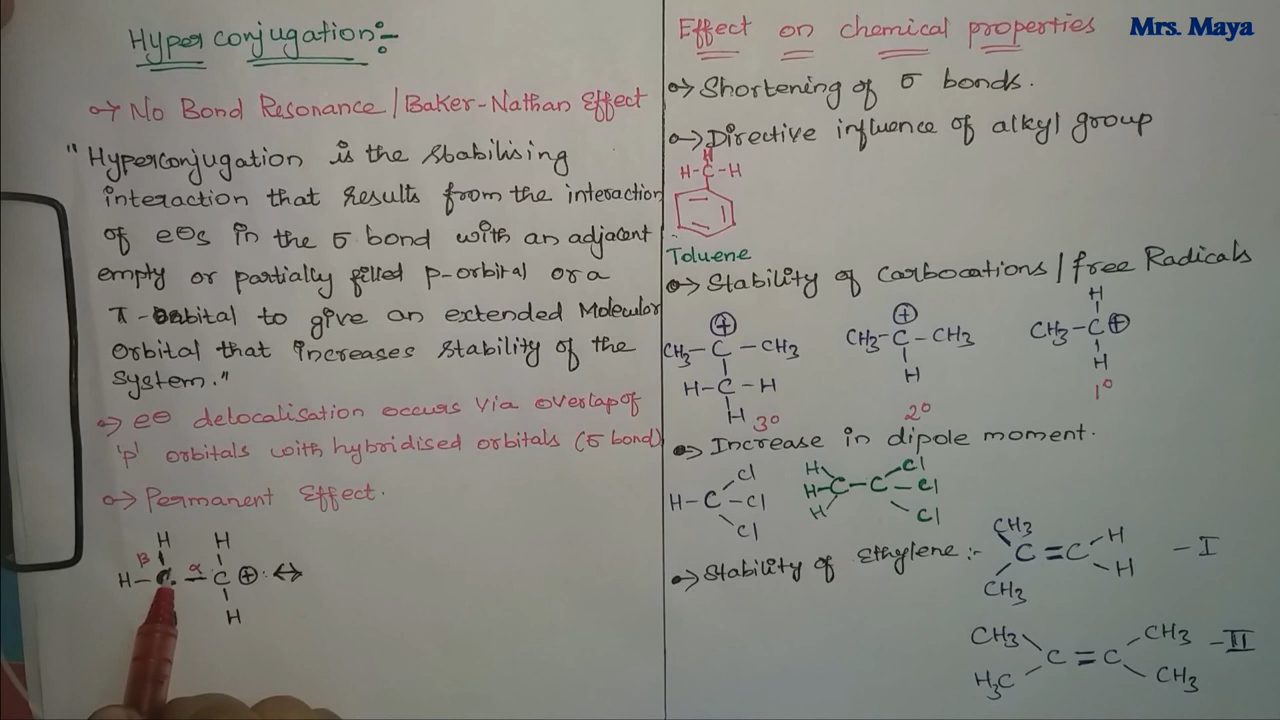 Hyperconjugation:-
→ No Bond Resonance / Baker-Nathan Effect
"Hyperconjugation is the stabilising
interaction that results from the interaction
of e⊖s in the σ bond with an adjacent
empty or partially filled p-orbital or a
π-orbital to give an extended Molecular
Orbital that increases stability of the
system."
→ e⊖ delocalisation occurs via overlap of
'p' orbitals with hybridised orbitals (σ bond)
→ Permanent Effect.
H H
β α
H-C-C⊕ ↔
H
Effect on chemical properties
Mrs. Maya
→ Shortening of σ bonds.
→ Directive influence of alkyl group
H
H-C-H
Toluene
→ Stability of Carbocations / free Radicals
⊕ ⊕ H
CH3-C-CH3 CH3-C-CH3 CH3-C⊕
H-C-H H H
H 3° 2° 1°
→ Increase in dipole moment.
Cl H Cl
H-C-Cl H-C-C-Cl
Cl H Cl
→ Stability of Ethylene:-
CH3 H
C=C - I
CH3 H
CH3 CH3
C=C - II
H3C CH3